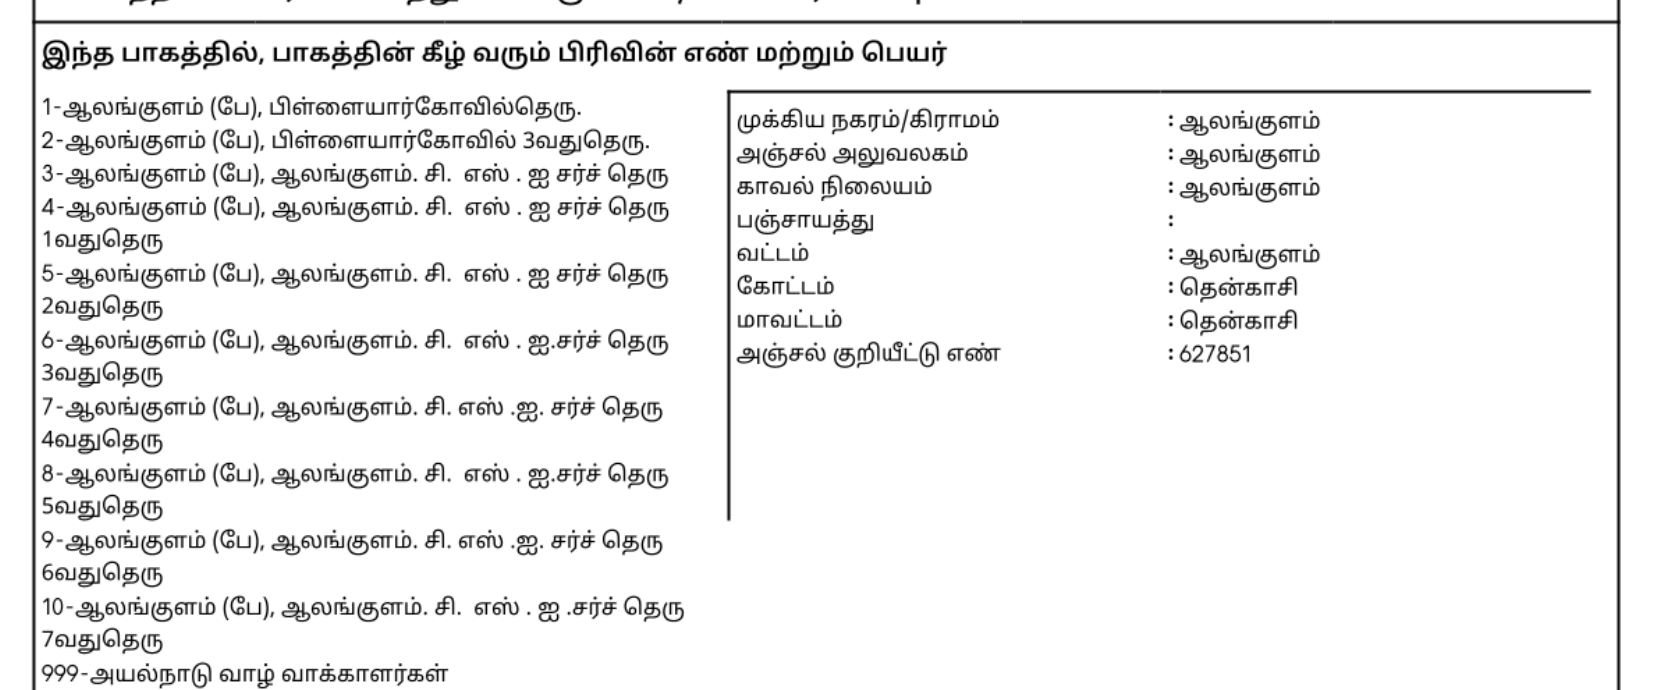 இந்த பாகத்தில், பாகத்தின் கீழ் வரும் பிரிவின் எண் மற்றும் பெயர்
1-ஆலங்குளம் (பே), பிள்ளையார்கோவில்தெரு.
2-ஆலங்குளம் (பே), பிள்ளையார்கோவில் 3வதுதெரு.
3-ஆலங்குளம் (பே), ஆலங்குளம். சி. எஸ் . ஐ சர்ச் தெரு
4-ஆலங்குளம் (பே), ஆலங்குளம். சி. எஸ் . ஐ சர்ச் தெரு
1வதுதெரு
5-ஆலங்குளம் (பே), ஆலங்குளம். சி. எஸ் . ஐ சர்ச் தெரு
2வதுதெரு
6-ஆலங்குளம் (பே), ஆலங்குளம். சி. எஸ் . ஐ.சர்ச் தெரு
3வதுதெரு
7-ஆலங்குளம் (பே), ஆலங்குளம். சி. எஸ் .ஐ. சர்ச் தெரு
4வதுதெரு
8-ஆலங்குளம் (பே), ஆலங்குளம். சி. எஸ் . ஐ.சர்ச் தெரு
5வதுதெரு
9-ஆலங்குளம் (பே), ஆலங்குளம். சி. எஸ் .ஐ. சர்ச் தெரு
6வதுதெரு
10-ஆலங்குளம் (பே), ஆலங்குளம். சி. எஸ் . ஐ .சர்ச் தெரு
7வதுதெரு
999-அயல்நாடு வாழ் வாக்காளர்கள்
முக்கிய நகரம்/கிராமம் : ஆலங்குளம்
அஞ்சல் அலுவலகம் : ஆலங்குளம்
காவல் நிலையம் : ஆலங்குளம்
பஞ்சாயத்து :
வட்டம் : ஆலங்குளம்
கோட்டம் : தென்காசி
மாவட்டம் : தென்காசி
அஞ்சல் குறியீட்டு எண் : 627851